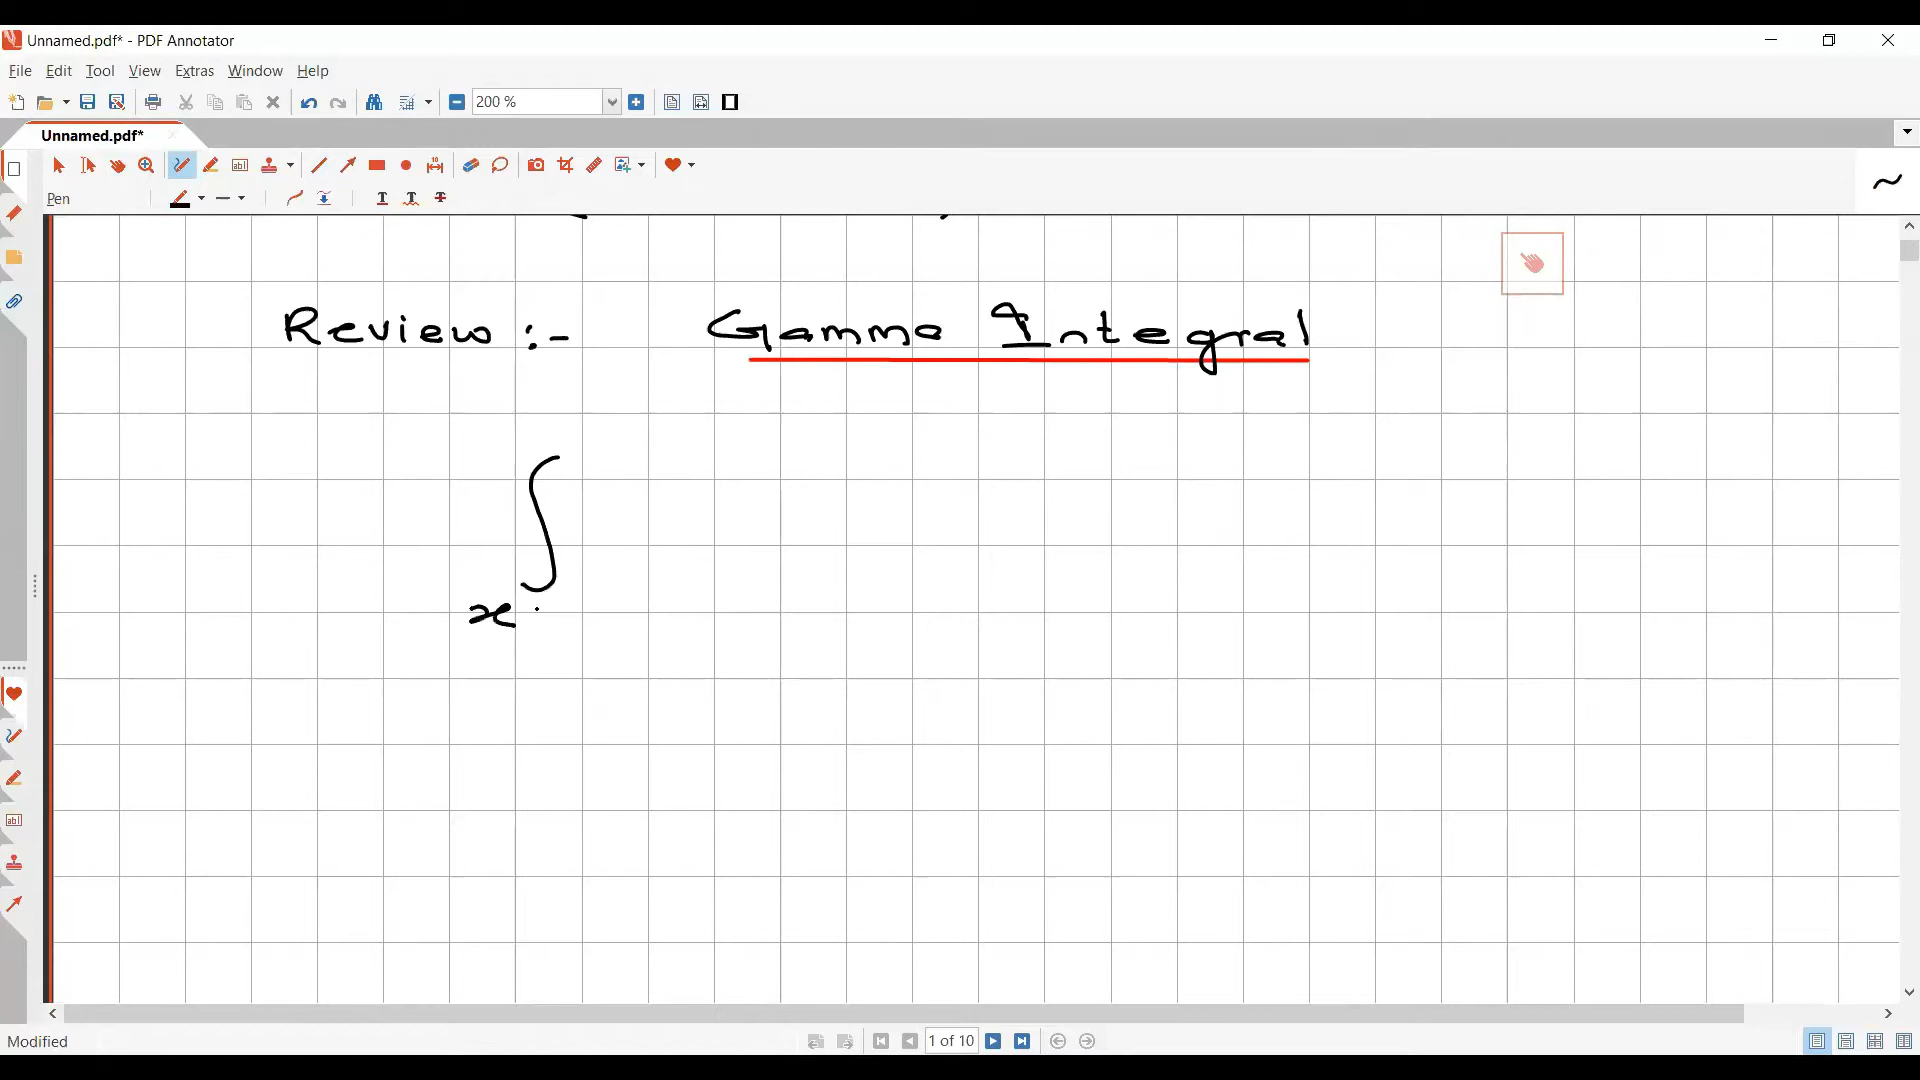 Unnamed.pdf* - PDF Annotator
File Edit Tool View Extras Window Help
200 %
Unnamed.pdf*
Pen
Review :- Gamma Integral
∫
x
Modified
1 of 10